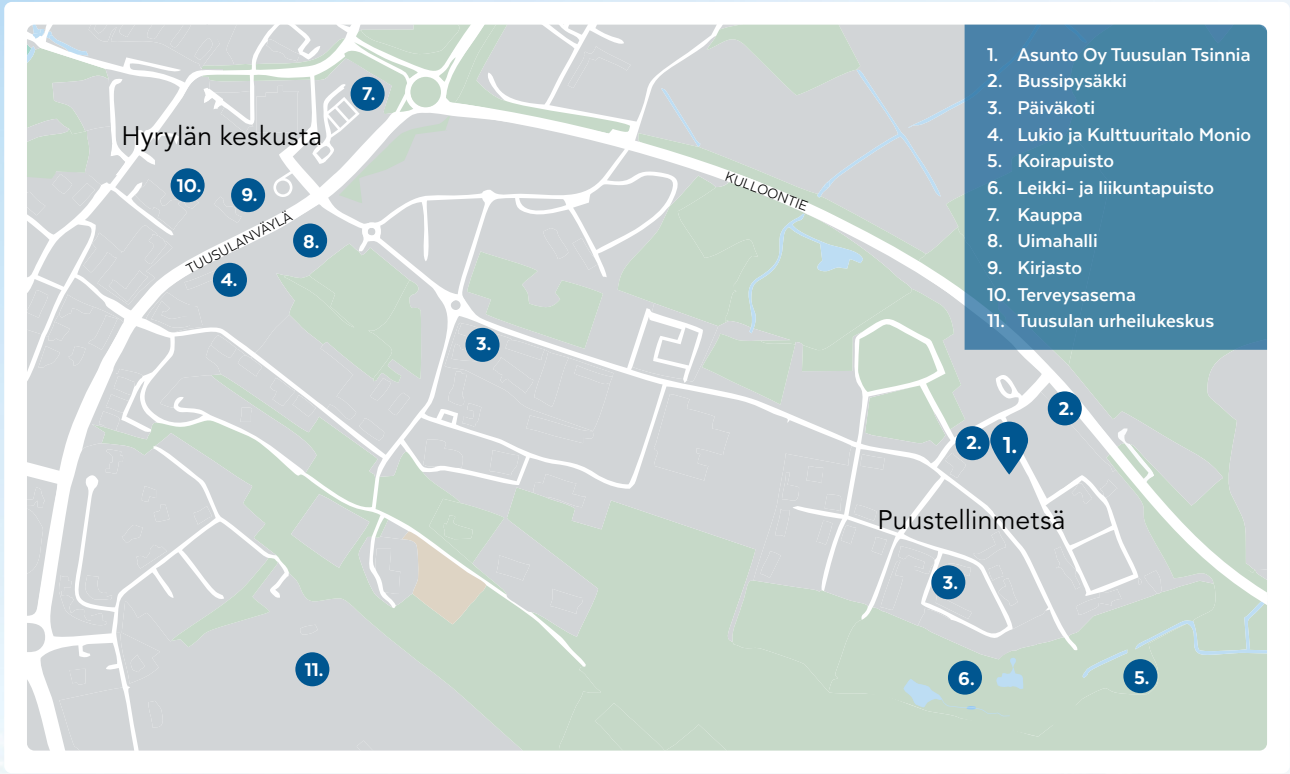 1. Asunto Oy Tuusulan Tsinnia
2. Bussipysäkki
3. Päiväkoti
4. Lukio ja Kulttuuritalo Monio
5. Koirapuisto
6. Leikki- ja liikuntapuisto
7. Kauppa
8. Uimahalli
9. Kirjasto
10. Terveysasema
11. Tuusulan urheilukeskus
7.
Hyrylän keskusta
10.
9.
KULLOONTIE
TUUSULANVÄYLÄ
8.
4.
3.
2.
2.
1.
Puustellinmetsä
3.
11.
6.
5.